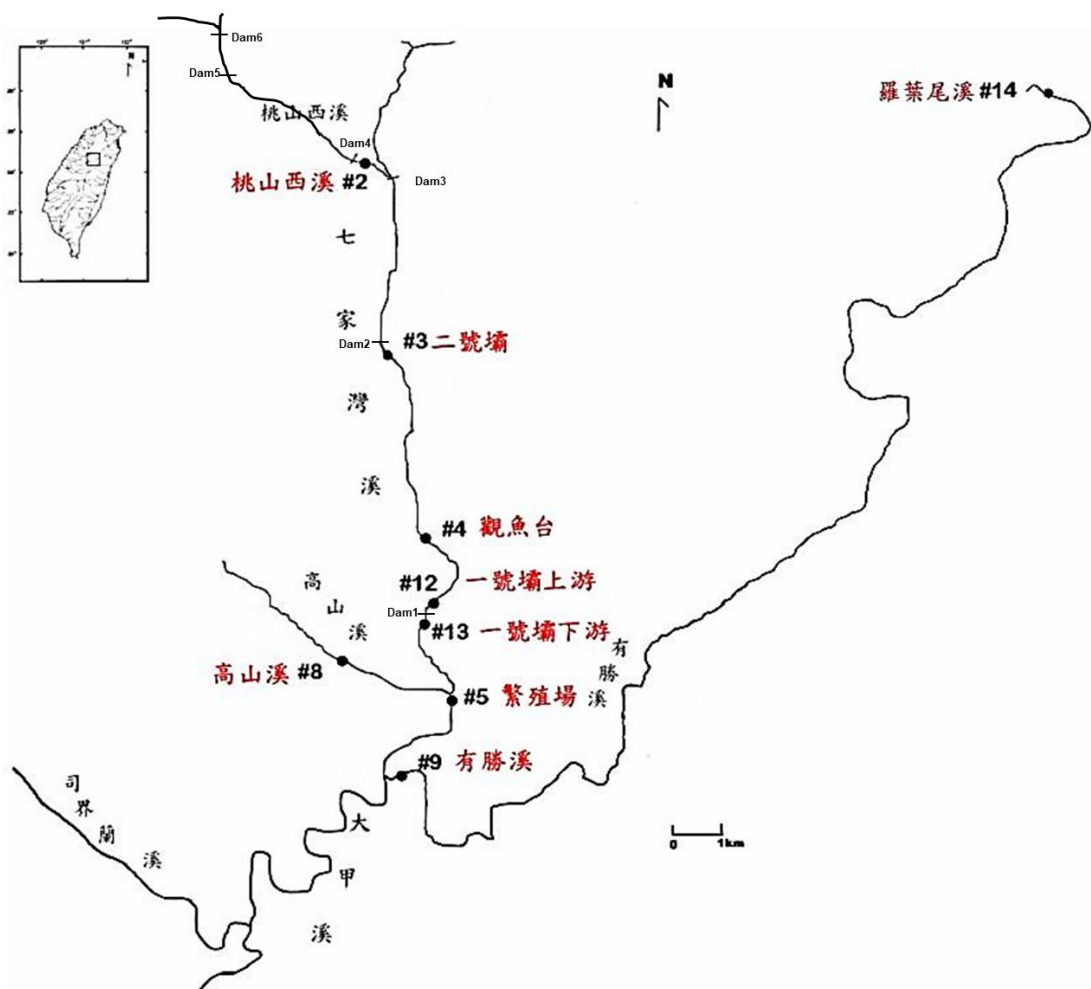 Dam6
Dam5
桃山西溪
Dam4
桃山西溪 #2
Dam3
N
N
羅葉尾溪 #14
七家灣溪
Dam2
#3 二號壩
#4 觀魚台
#12 一號壩上游
Dam1
#13 一號壩下游
高山溪
高山溪 #8
#5 繁殖場
有勝溪
#9 有勝溪
司界蘭溪
大甲溪
0 1km